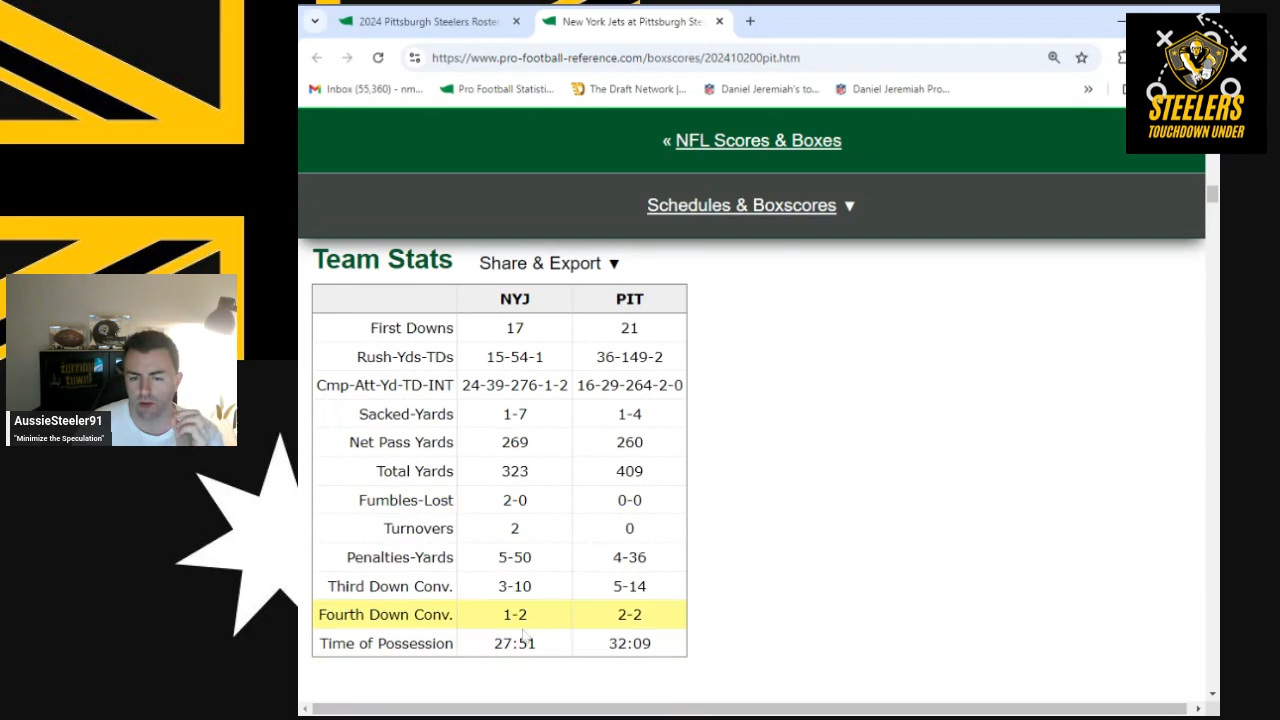 2024 Pittsburgh Steelers Roste
New York Jets at Pittsburgh Ste
https://www.pro-football-reference.com/boxscores/202410200pit.htm
Inbox (55,360) - nm...
Pro Football Statisti...
The Draft Network |...
Daniel Jeremiah's to...
Daniel Jeremiah Pro...
STEELERS
TOUCHDOWN UNDER
« NFL Scores & Boxes
Schedules & Boxscores ▼
Team Stats Share & Export ▼
NYJ PIT
First Downs 17 21
Rush-Yds-TDs 15-54-1 36-149-2
Cmp-Att-Yd-TD-INT 24-39-276-1-2 16-29-264-2-0
Sacked-Yards 1-7 1-4
Net Pass Yards 269 260
Total Yards 323 409
Fumbles-Lost 2-0 0-0
Turnovers 2 0
Penalties-Yards 5-50 4-36
Third Down Conv. 3-10 5-14
Fourth Down Conv. 1-2 2-2
Time of Possession 27:51 32:09
AussieSteeler91
"Minimize the Speculation"